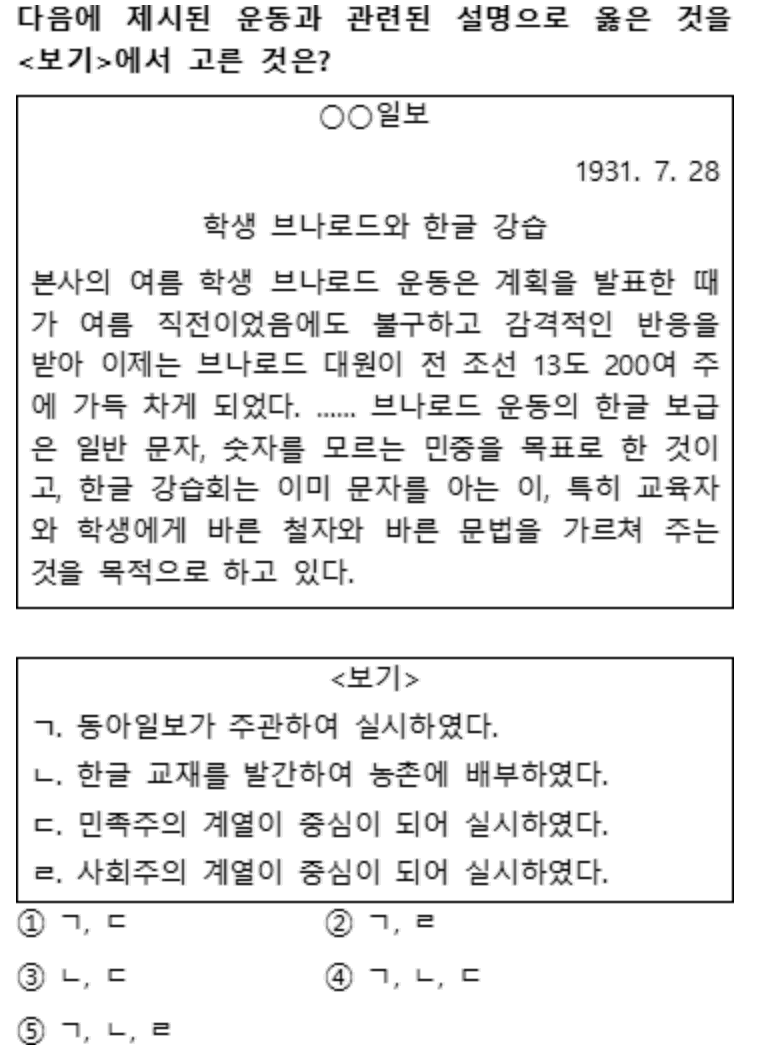 다음에 제시된 운동과 관련된 설명으로 옳은 것을
<보기>에서 고른 것은?
○○일보
1931. 7. 28
학생 브나로드와 한글 강습
본사의 여름 학생 브나로드 운동은 계획을 발표한 때
가 여름 직전이었음에도 불구하고 감격적인 반응을
받아 이제는 브나로드 대원이 전 조선 13도 200여 주
에 가득 차게 되었다. ...... 브나로드 운동의 한글 보급
은 일반 문자, 숫자를 모르는 민중을 목표로 한 것이
고, 한글 강습회는 이미 문자를 아는 이, 특히 교육자
와 학생에게 바른 철자와 바른 문법을 가르쳐 주는
것을 목적으로 하고 있다.
<보기>
ㄱ. 동아일보가 주관하여 실시하였다.
ㄴ. 한글 교재를 발간하여 농촌에 배부하였다.
ㄷ. 민족주의 계열이 중심이 되어 실시하였다.
ㄹ. 사회주의 계열이 중심이 되어 실시하였다.
① ㄱ, ㄷ ② ㄱ, ㄹ
③ ㄴ, ㄷ ④ ㄱ, ㄴ, ㄷ
⑤ ㄱ, ㄴ, ㄹ